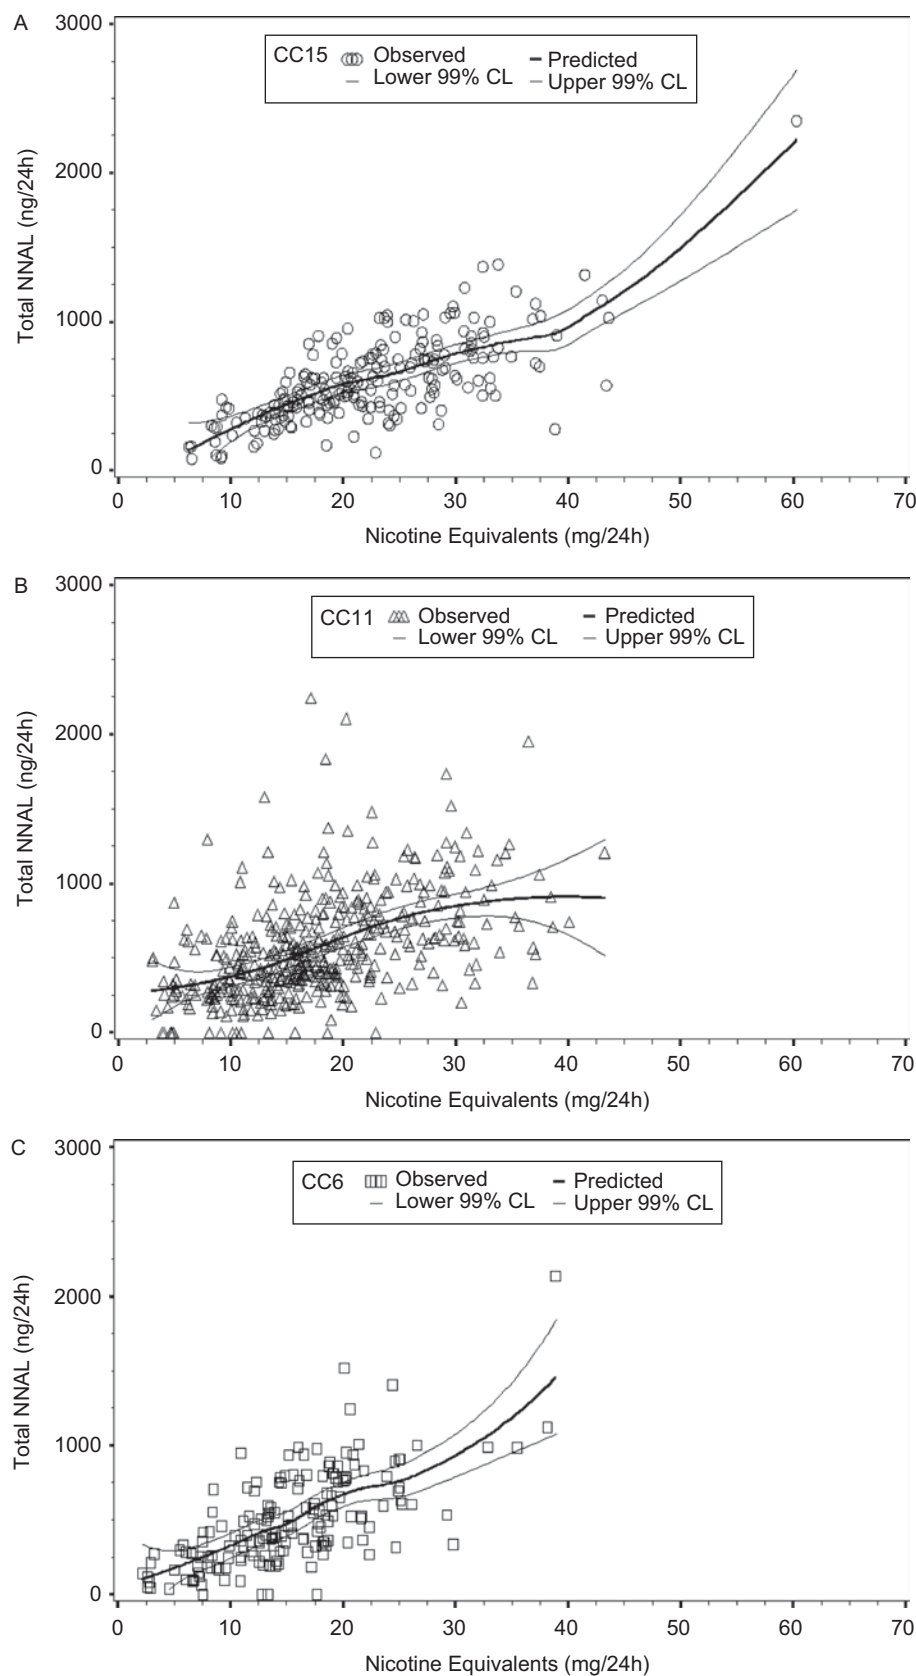 A
3000
CC15 Observed Predicted
Lower 99% CL Upper 99% CL
2000
Total NNAL (ng/24h)
1000
0
0 10 20 30 40 50 60 70
Nicotine Equivalents (mg/24h)
B
3000
CC11 Observed Predicted
Lower 99% CL Upper 99% CL
2000
Total NNAL (ng/24h)
1000
0
0 10 20 30 40 50 60 70
Nicotine Equivalents (mg/24h)
C
3000
CC6 Observed Predicted
Lower 99% CL Upper 99% CL
2000
Total NNAL (ng/24h)
1000
0
0 10 20 30 40 50 60 70
Nicotine Equivalents (mg/24h)